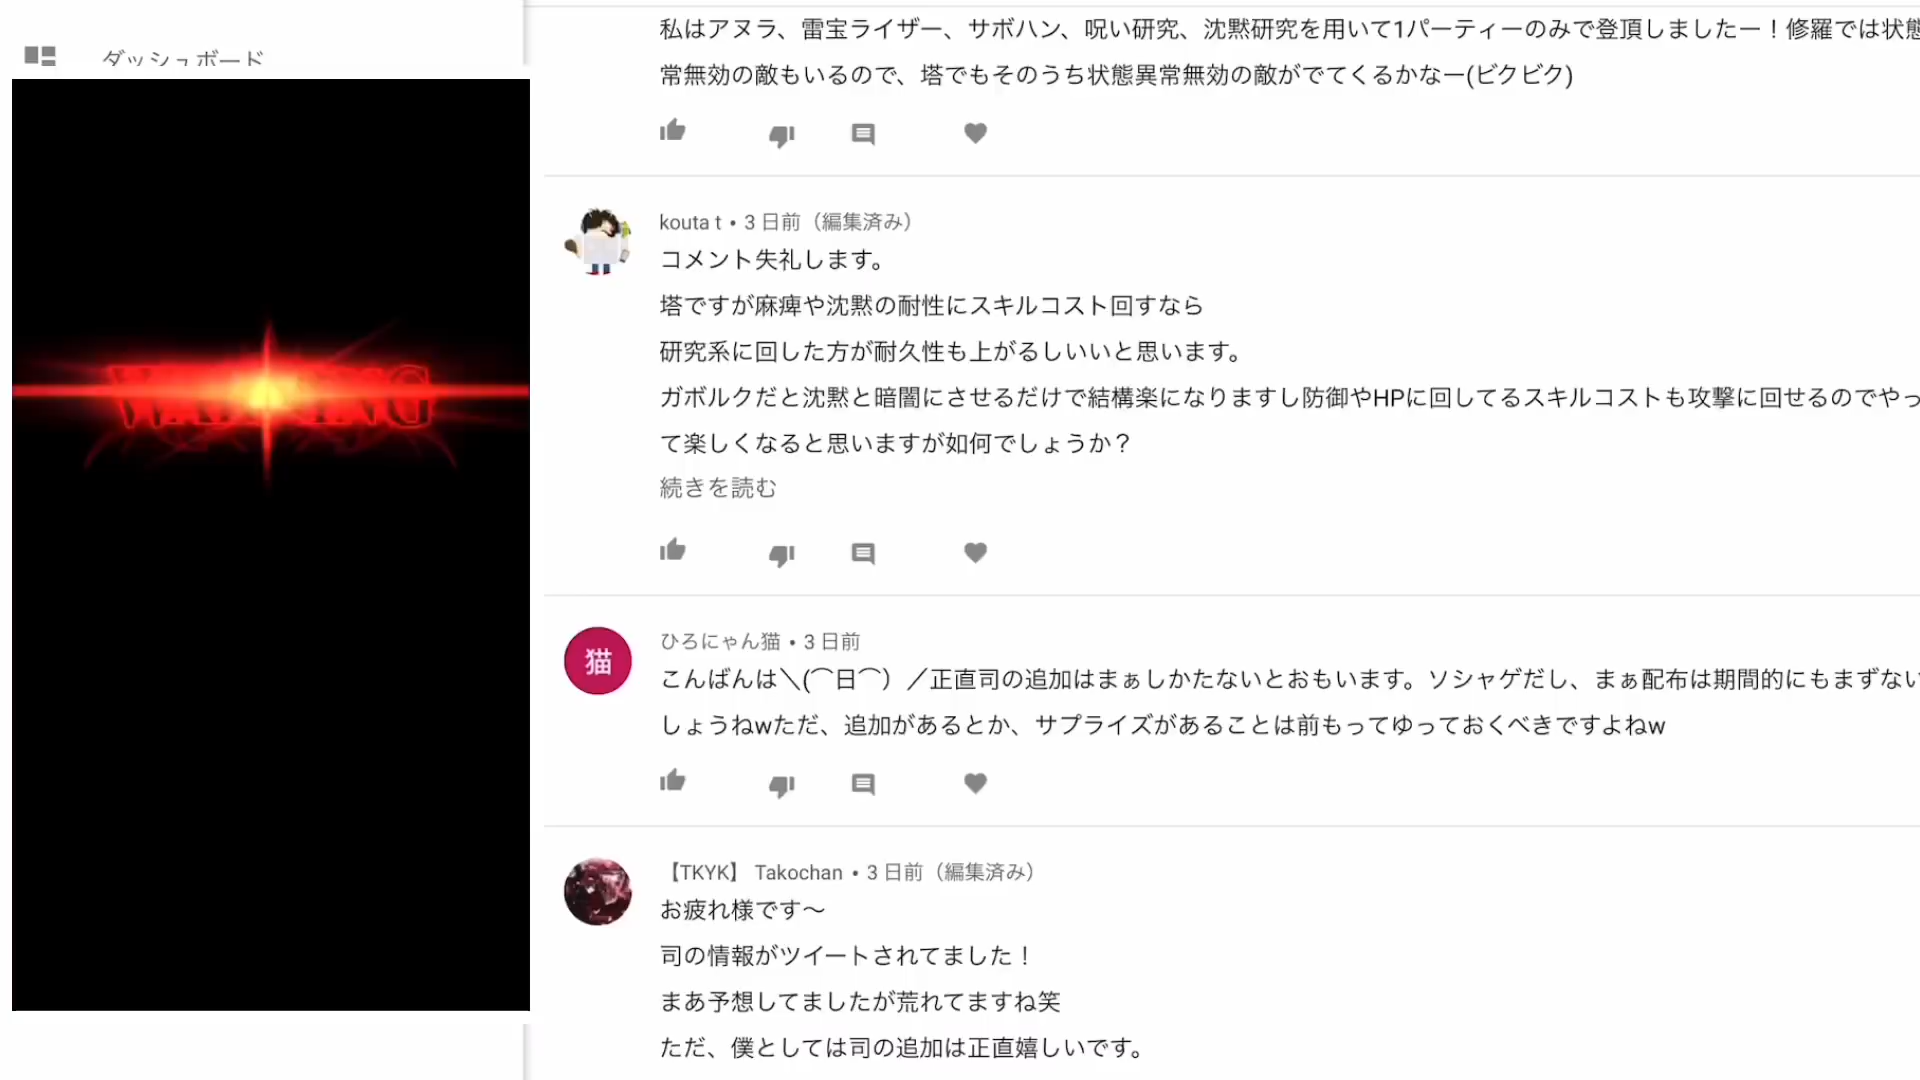 ダッシュボード
WARNING
私はアヌラ、雷宝ライザー、サボハン、呪い研究、沈黙研究を用いて1パーティーのみで登頂しましたー！修羅では状態
常無効の敵もいるので、塔でもそのうち状態異常無効の敵がでてくるかなー(ビクビク)
kouta t • 3 日前（編集済み）
コメント失礼します。
塔ですが麻痺や沈黙の耐性にスキルコスト回すなら
研究系に回した方が耐久性も上がるしいいと思います。
ガボルクだと沈黙と暗闇にさせるだけで結構楽になりますし防御やHPに回してるスキルコストも攻撃に回せるのでやっ
て楽しくなると思いますが如何でしょうか？
続きを読む
猫
ひろにゃん猫 • 3 日前
こんばんは＼(⌒日⌒）／正直司の追加はまぁしかたないとおもいます。ソシャゲだし、まぁ配布は期間的にもまずない
しょうねwただ、追加があるとか、サプライズがあることは前もってゆっておくべきですよねw
【TKYK】 Takochan • 3 日前（編集済み）
お疲れ様です〜
司の情報がツイートされてました！
まあ予想してましたが荒れてますね笑
ただ、僕としては司の追加は正直嬉しいです。